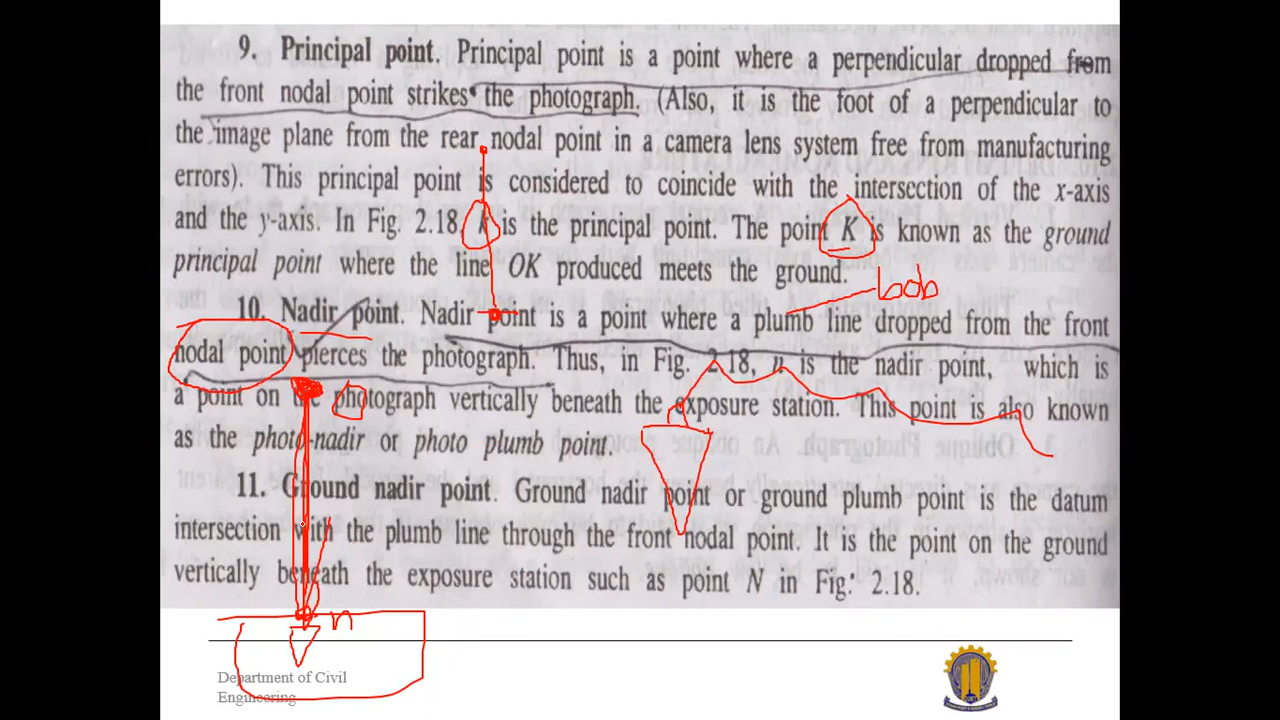 9. Principal point. Principal point is a point where a perpendicular dropped from
the front nodal point strikes the photograph. (Also, it is the foot of a perpendicular to
the image plane from the rear nodal point in a camera lens system free from manufacturing
errors). This principal point is considered to coincide with the intersection of the x-axis
and the y-axis. In Fig. 2.18, k is the principal point. The point K is known as the ground
principal point where the line OK produced meets the ground.
bob
10. Nadir point. Nadir point is a point where a plumb line dropped from the front
nodal point pierces the photograph. Thus, in Fig. 2.18, n is the nadir point, which is
a point on the photograph vertically beneath the exposure station. This point is also known
as the photo-nadir or photo plumb point.
11. Ground nadir point. Ground nadir point or ground plumb point is the datum
intersection with the plumb line through the front nodal point. It is the point on the ground
vertically beneath the exposure station such as point N in Fig. 2.18.
n
Department of Civil
Engineering